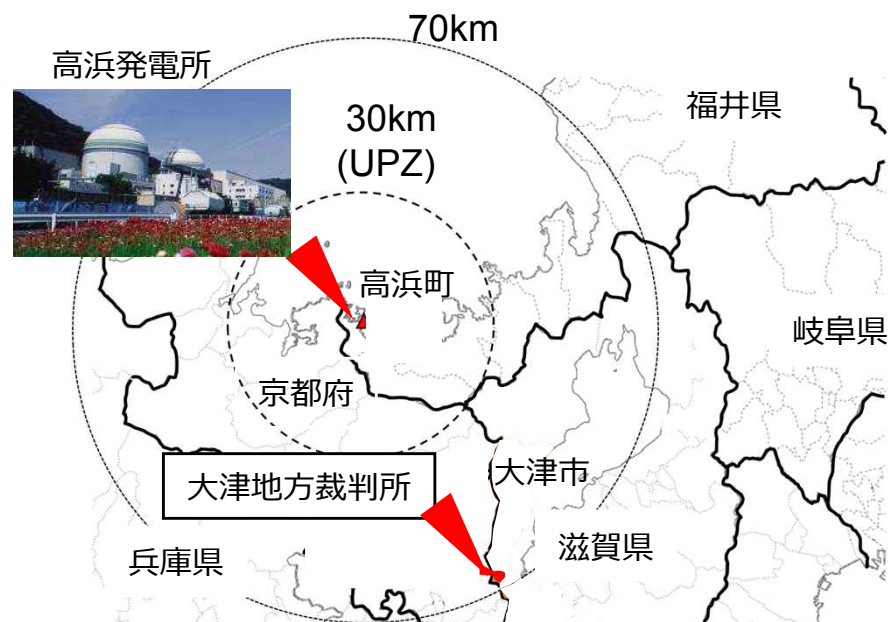 70km
高浜発電所
福井県
30km
(UPZ)
高浜町
岐阜県
京都府
大津市
大津地方裁判所
滋賀県
兵庫県